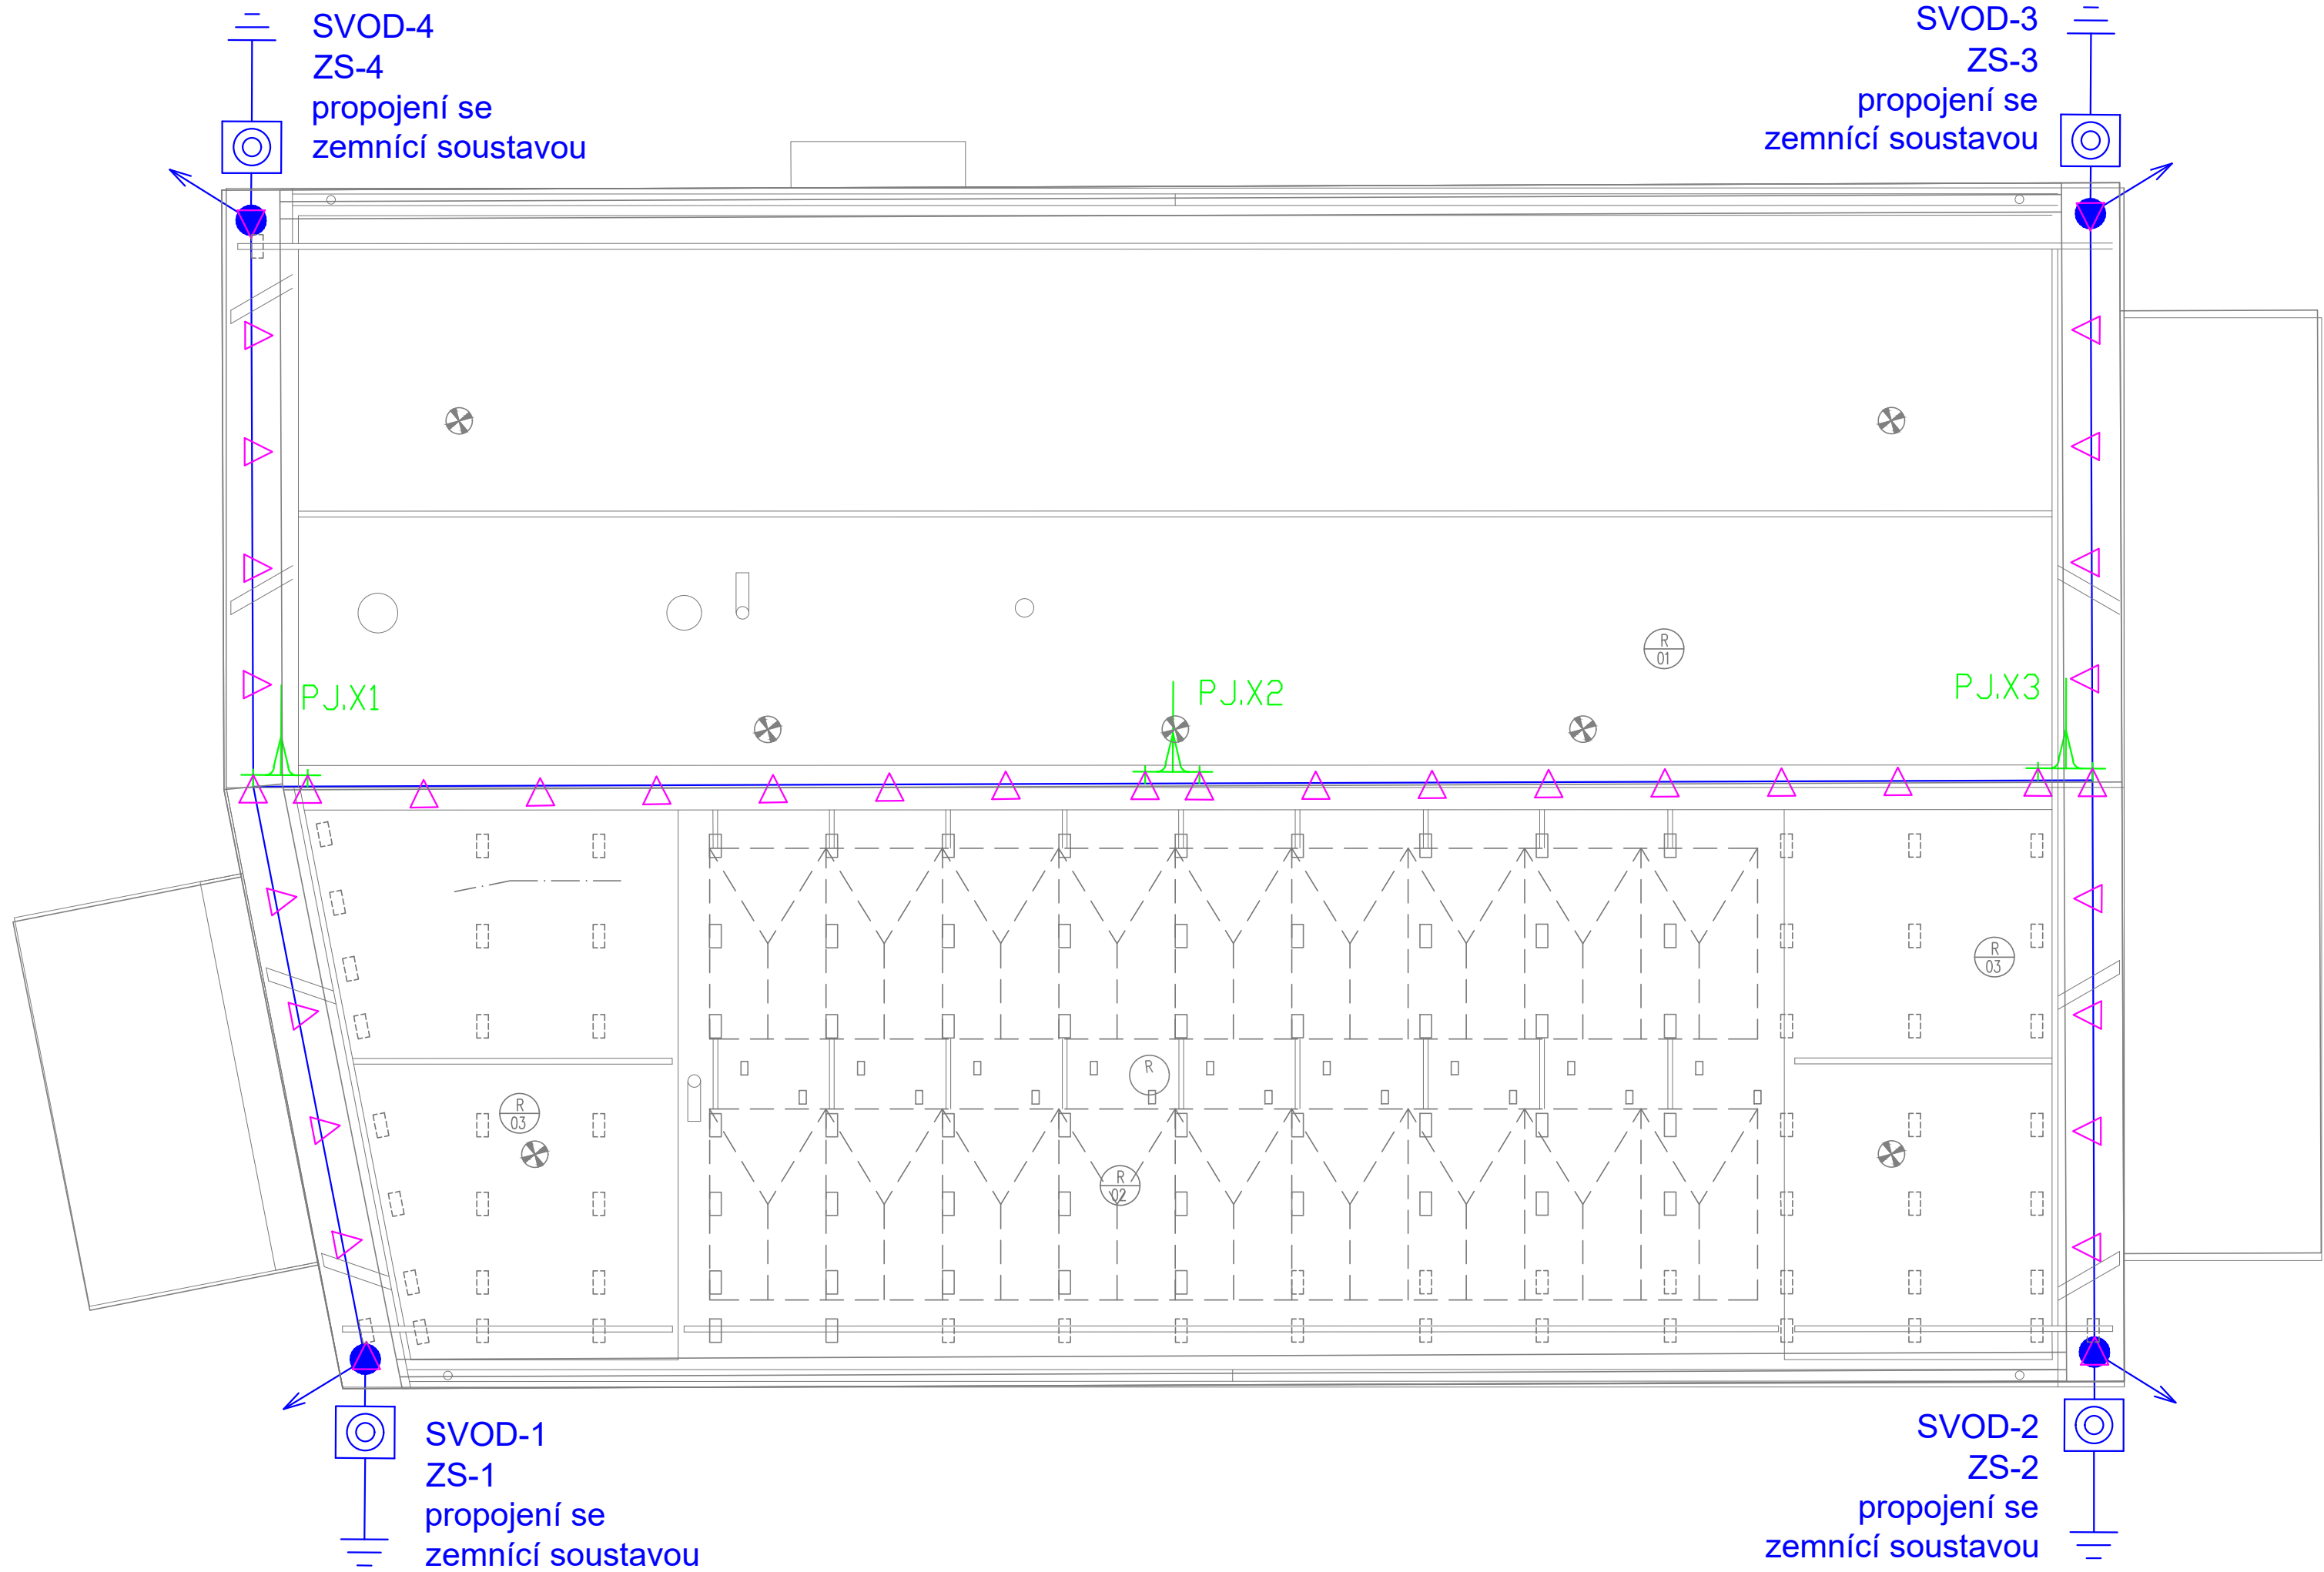 SVOD-4
ZS-4
propojení se
zemnící soustavou
SVOD-3
ZS-3
propojení se
zemnící soustavou
R
01
PJ.X1
PJ.X2
PJ.X3
R
03
R
R
03
R
02
SVOD-1
ZS-1
propojení se
zemnící soustavou
SVOD-2
ZS-2
propojení se
zemnící soustavou